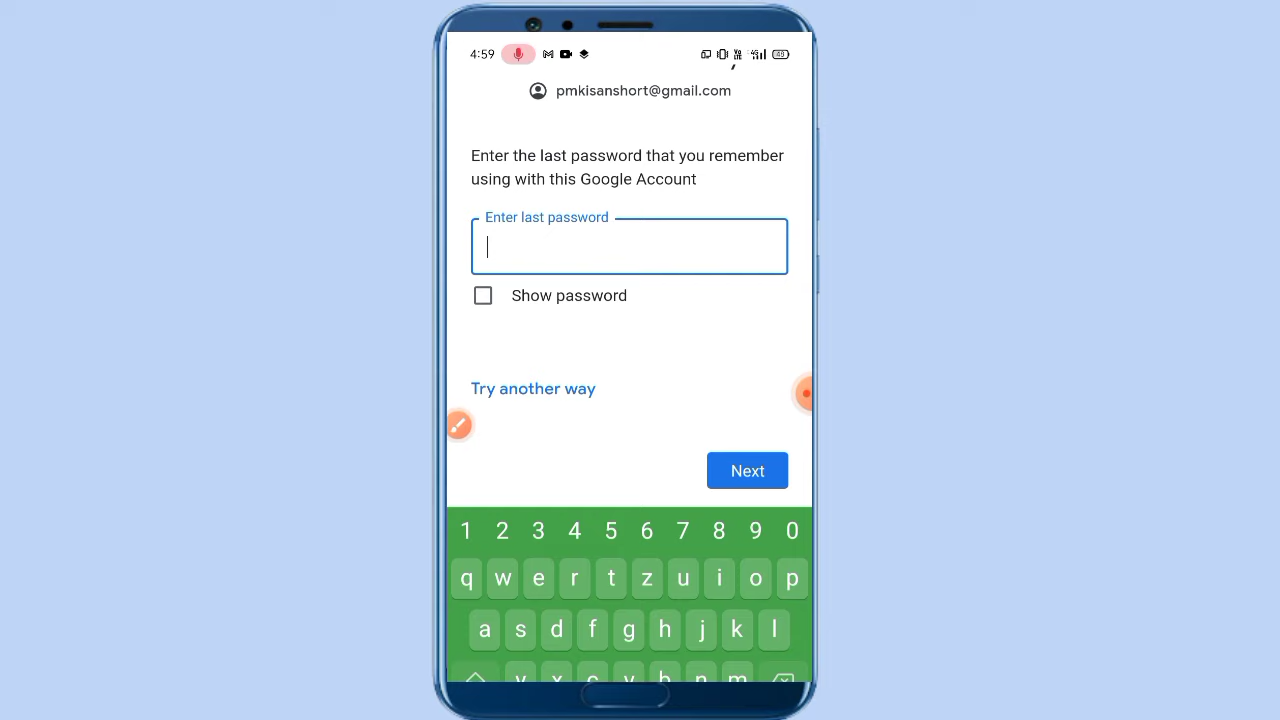 4:59
pmkisanshort@gmail.com
Enter the last password that you remember
using with this Google Account
Enter last password
Show password
Try another way
Next
1 2 3 4 5 6 7 8 9 0
q w e r t z u i o p
a s d f g h j k l
y x c v b n m